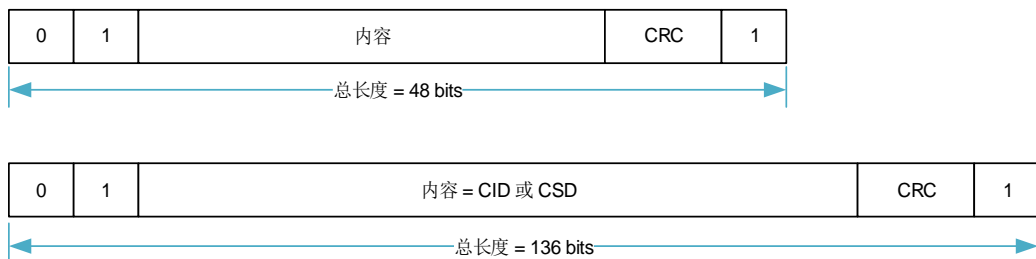 0 1 内容 CRC 1
总长度 = 48 bits
0 1 内容 = CID 或 CSD CRC 1
总长度 = 136 bits